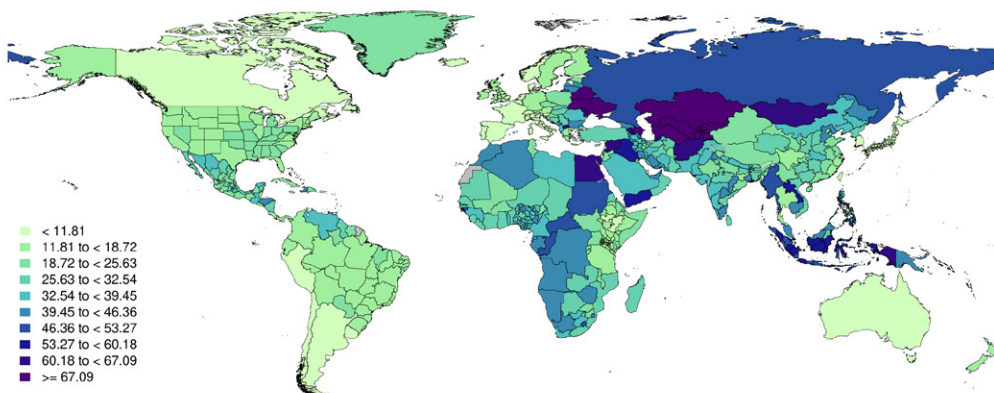 < 11.81
11.81 to < 18.72
18.72 to < 25.63
25.63 to < 32.54
32.54 to < 39.45
39.45 to < 46.36
46.36 to < 53.27
53.27 to < 60.18
60.18 to < 67.09
>= 67.09